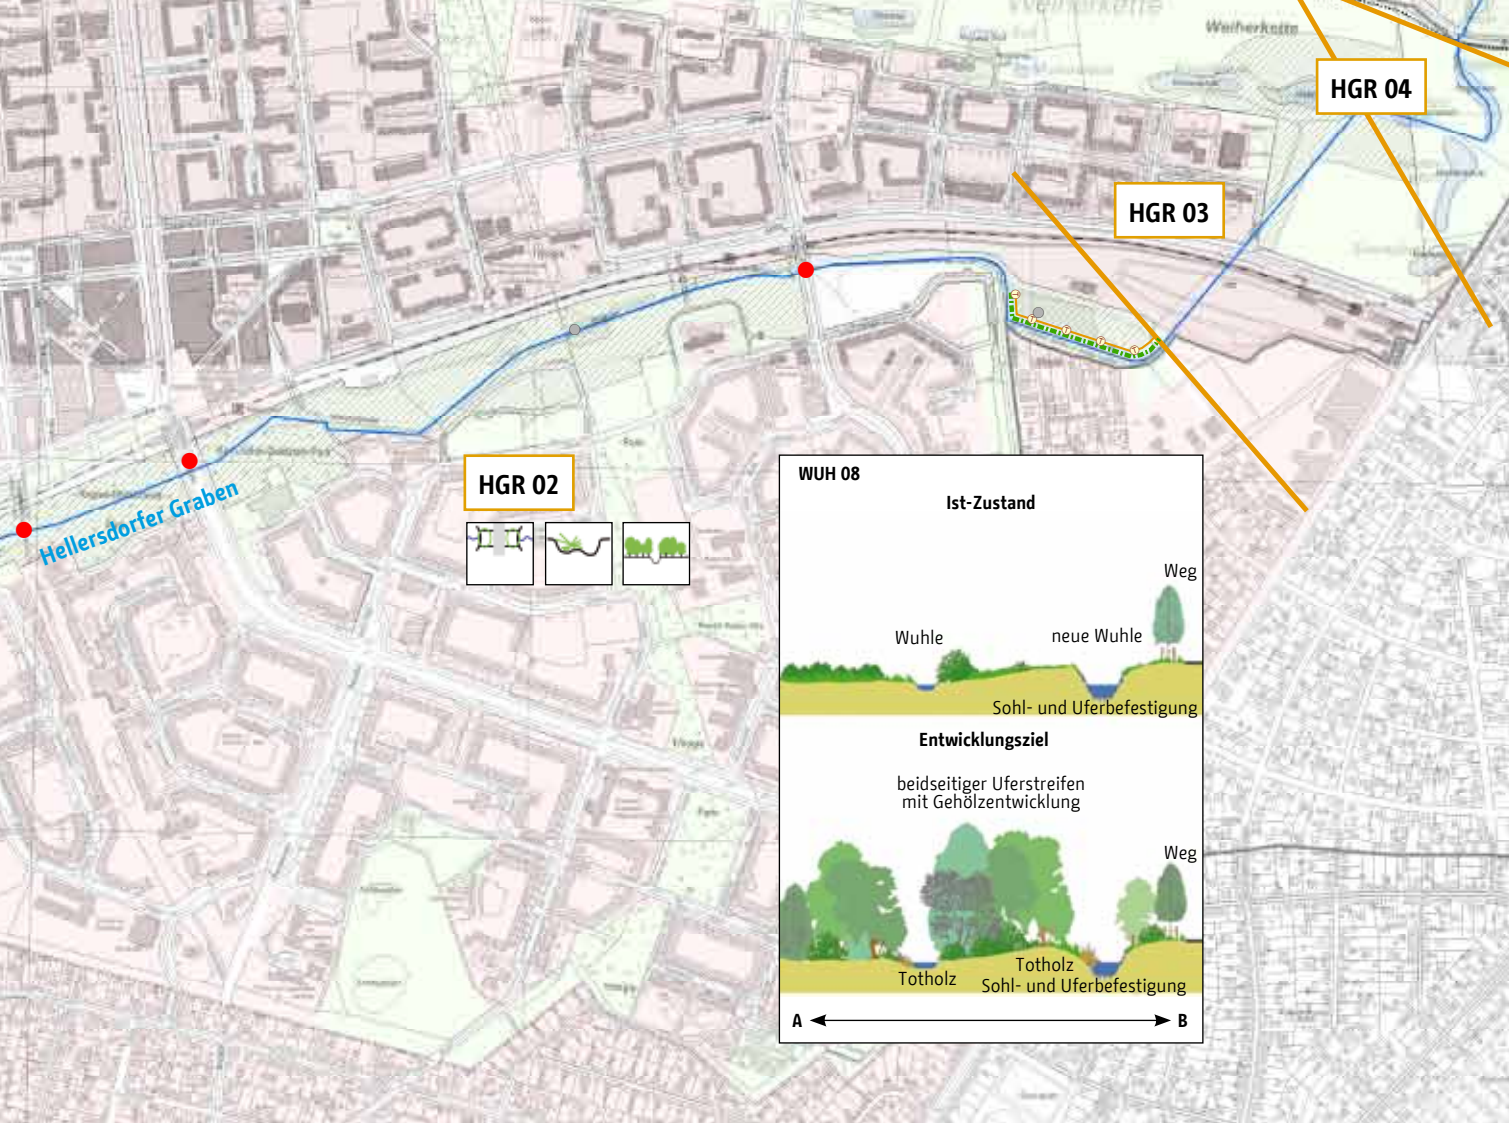 Weiherkette
Weiherkette
HGR 04
HGR 03
HGR 02
Hellersdorfer Graben
WUH 08
Ist-Zustand
Weg
Wuhle
neue Wuhle
Sohl- und Uferbefestigung
Entwicklungsziel
beidseitiger Uferstreifen
mit Gehölzentwicklung
Weg
Totholz
Totholz
Sohl- und Uferbefestigung
A
B